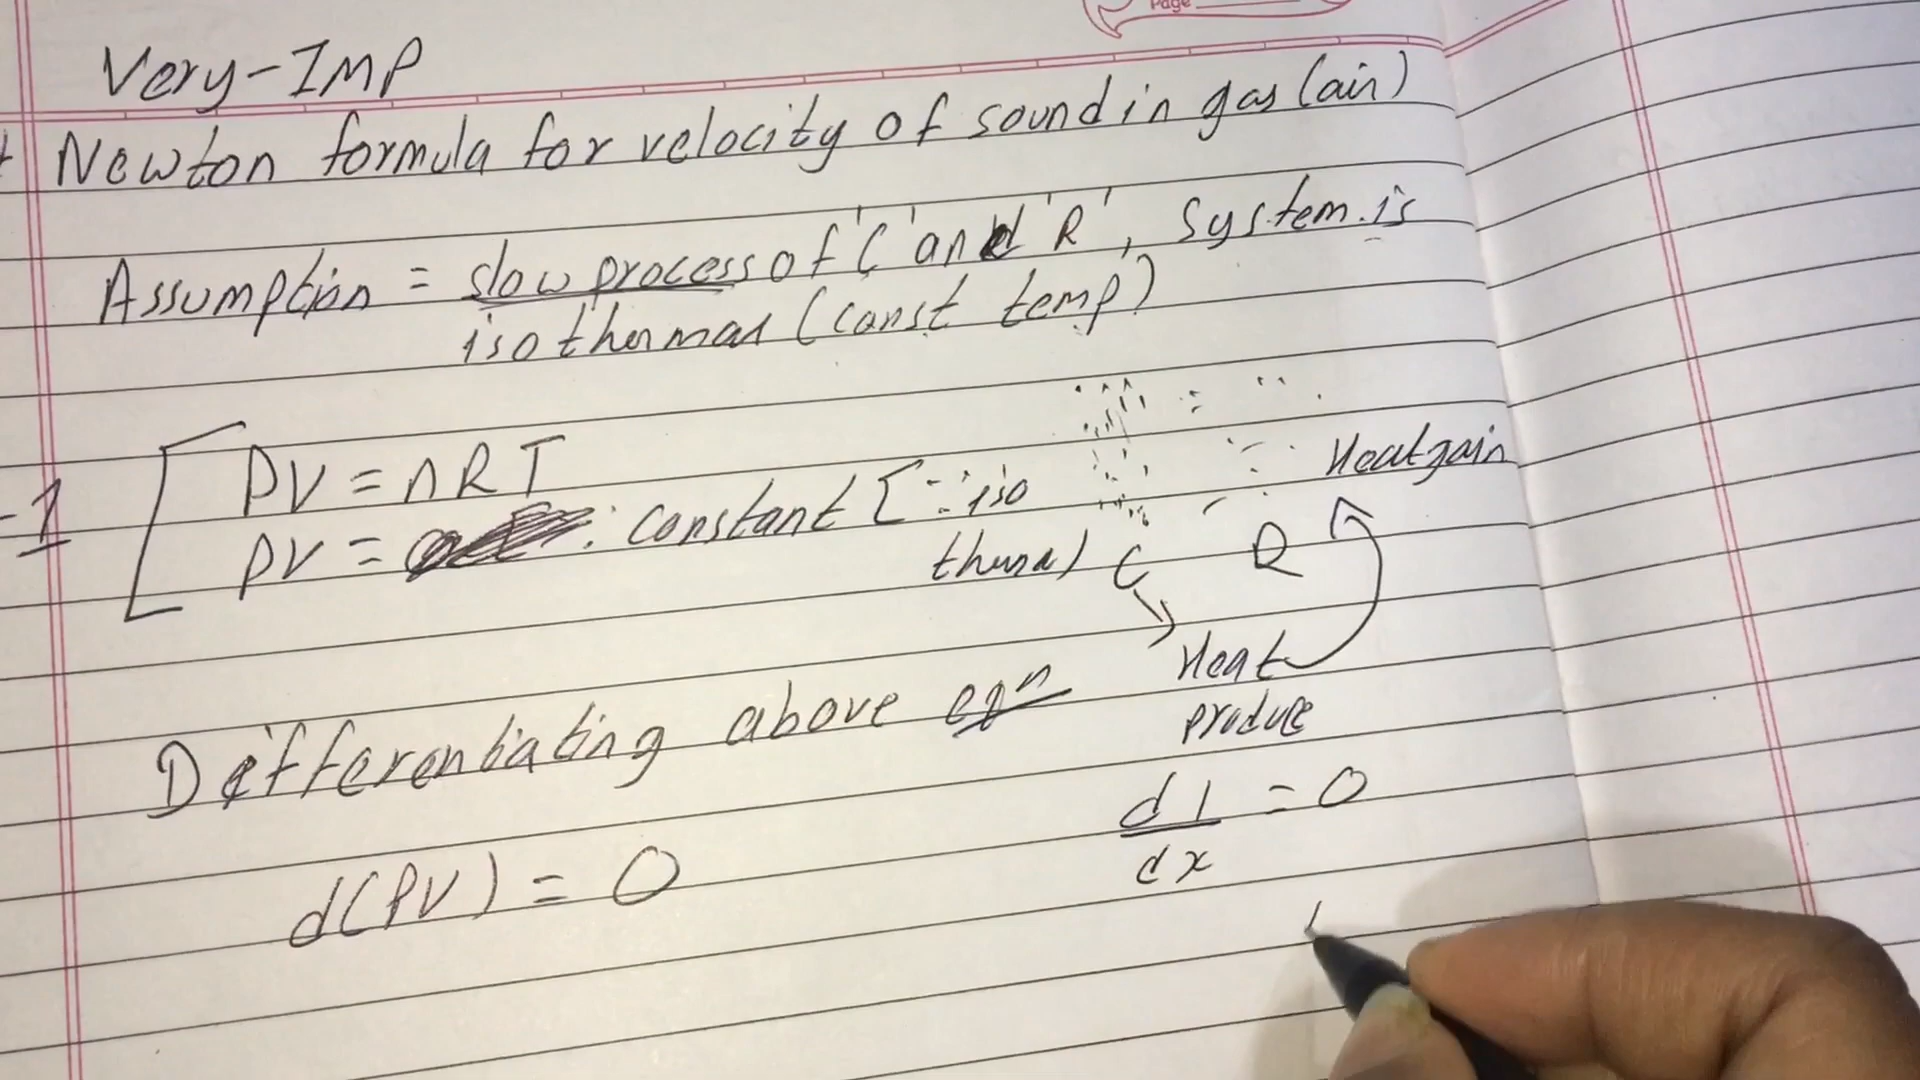 Page
Very-IMP
Newton formula for velocity of sound in gas (air)
Assumption = slow process of 'C' and 'R', System is
isothermal (const temp)
-1
PV = nRT
PV = : constant [∵ iso
thermal)
C
R
Heat gain
Heat
produce
Differentiating above eqn
d1/dx = 0
d(PV) = 0